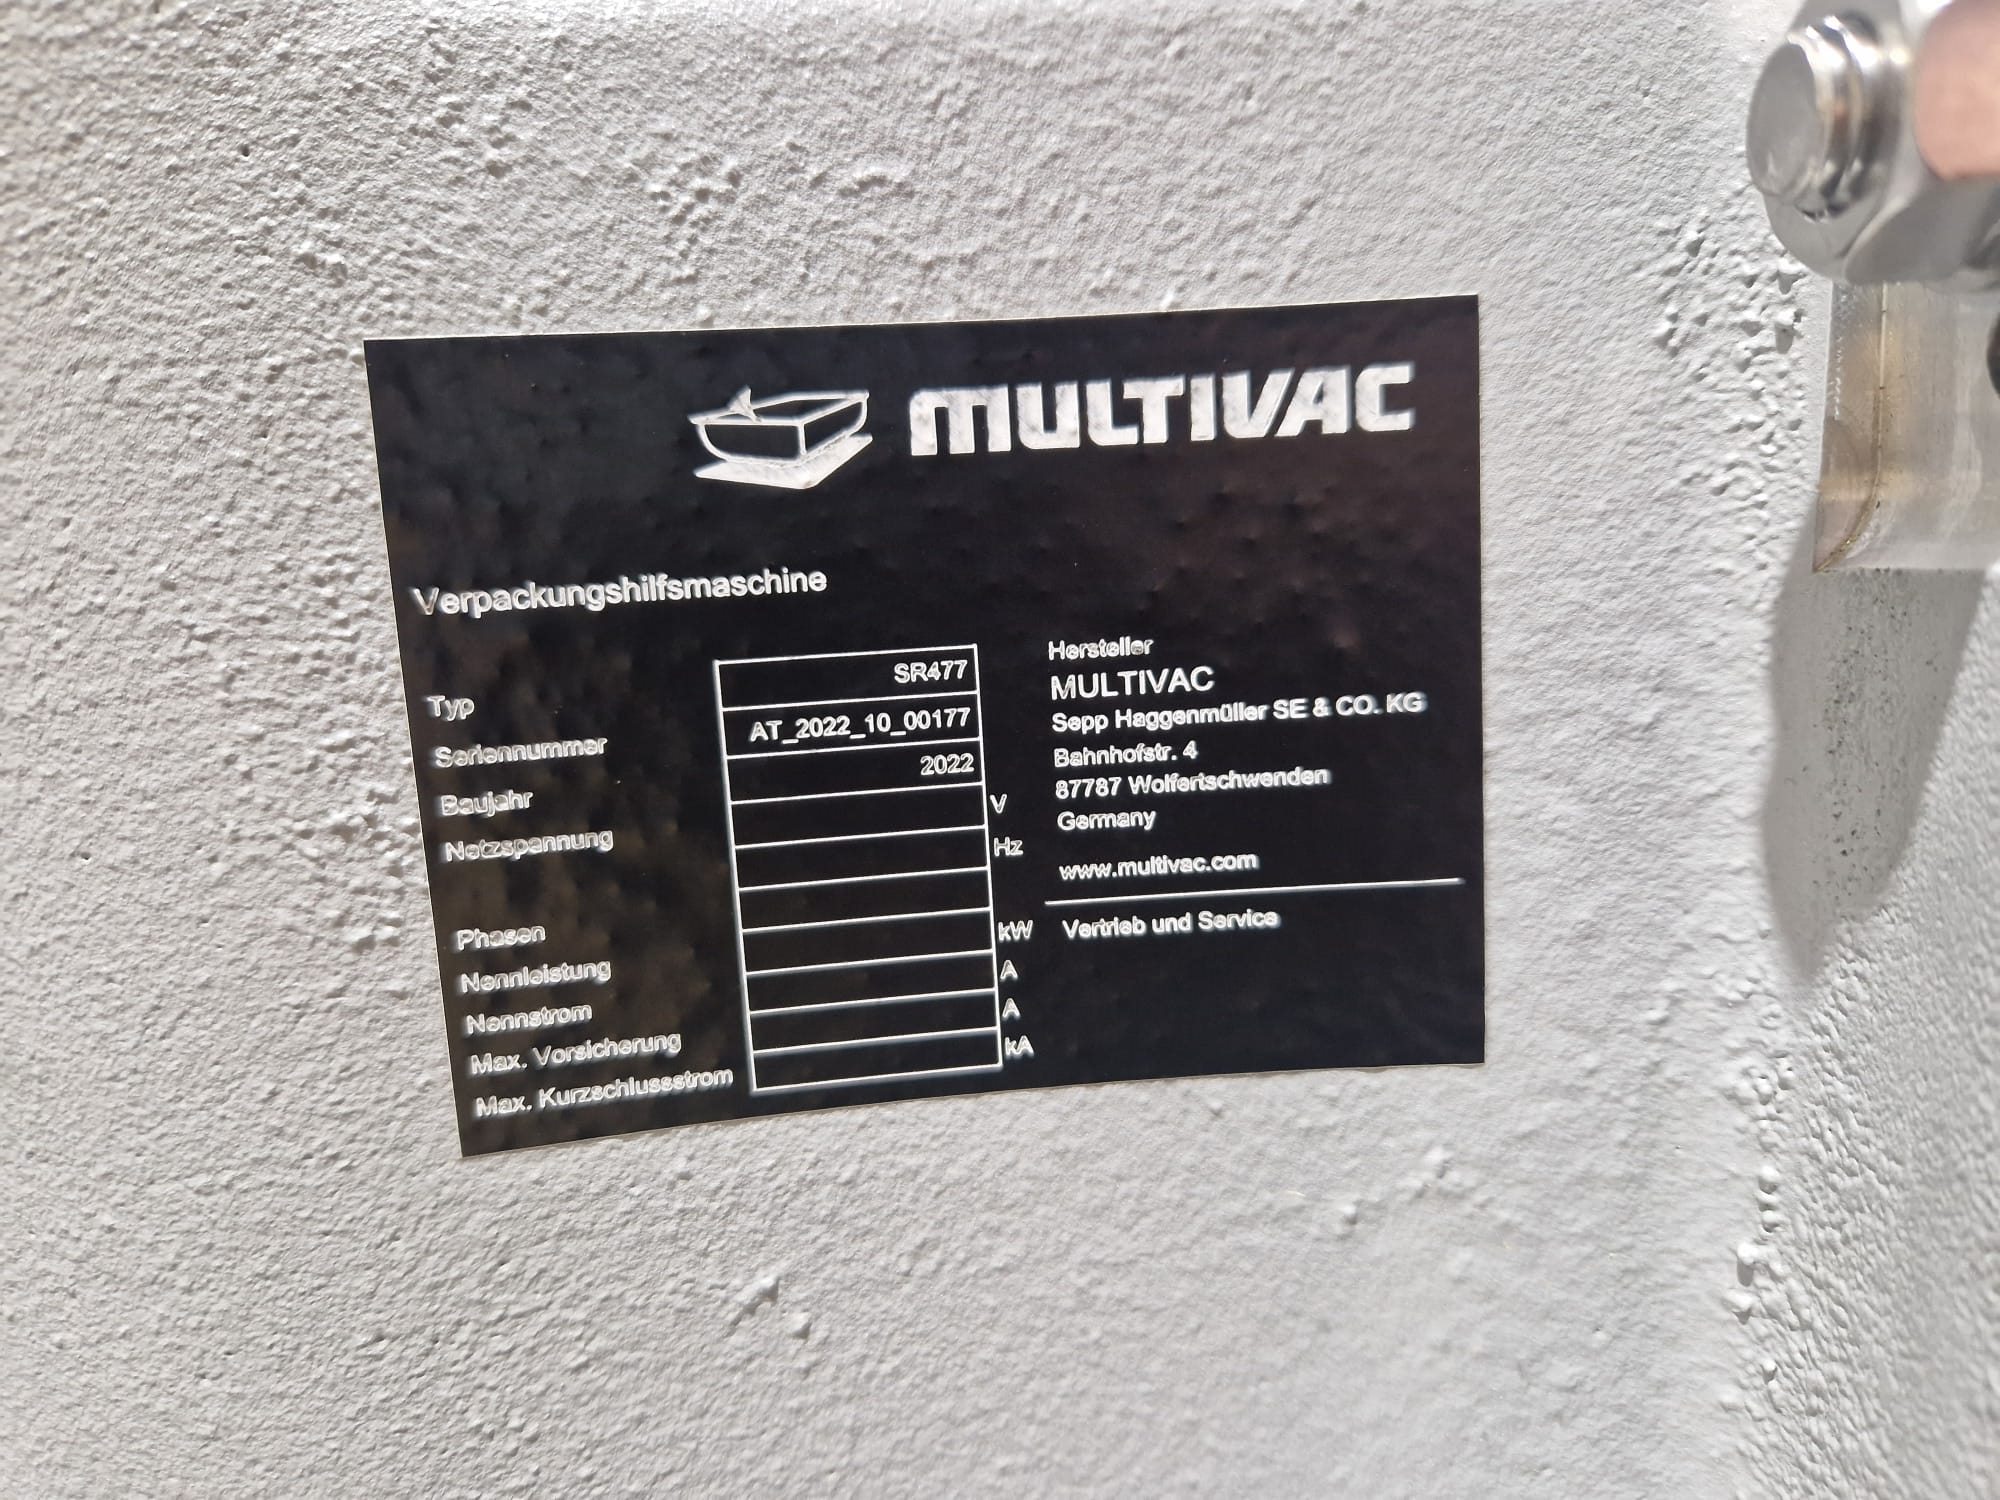 MULTIVAC
Verpackungshilfsmaschine
Typ SR477
Seriennummer AT_2022_10_00177
Baujahr 2022
Netzspannung V
Hz
Phasen
Nennleistung kW
Nennstrom A
Max. Vorsicherung A
Max. Kurzschlussstrom kA
Hersteller
MULTIVAC
Sepp Haggenmüller SE & CO. KG
Bahnhofstr. 4
87787 Wolfertschwenden
Germany
www.multivac.com
Vertrieb und Service